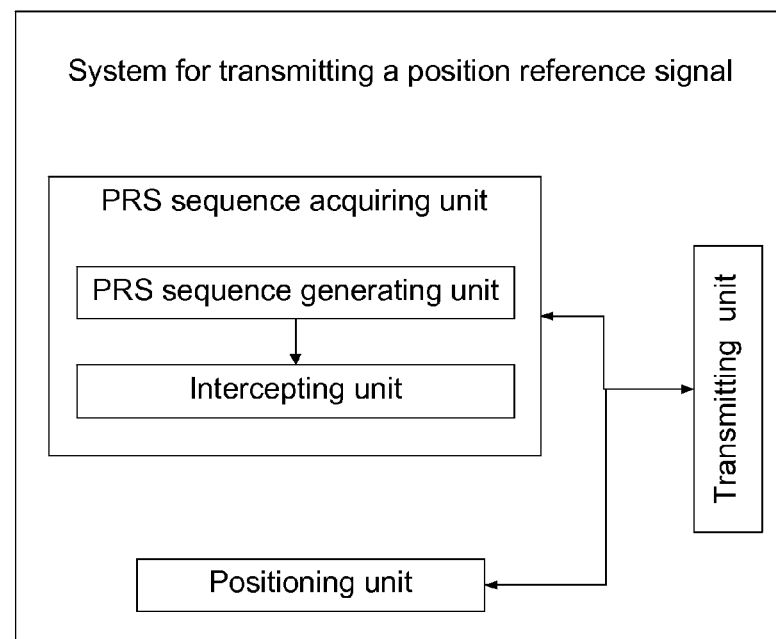 System for transmitting a position reference signal
PRS sequence acquiring unit
PRS sequence generating unit
Intercepting unit
Transmitting unit
Positioning unit